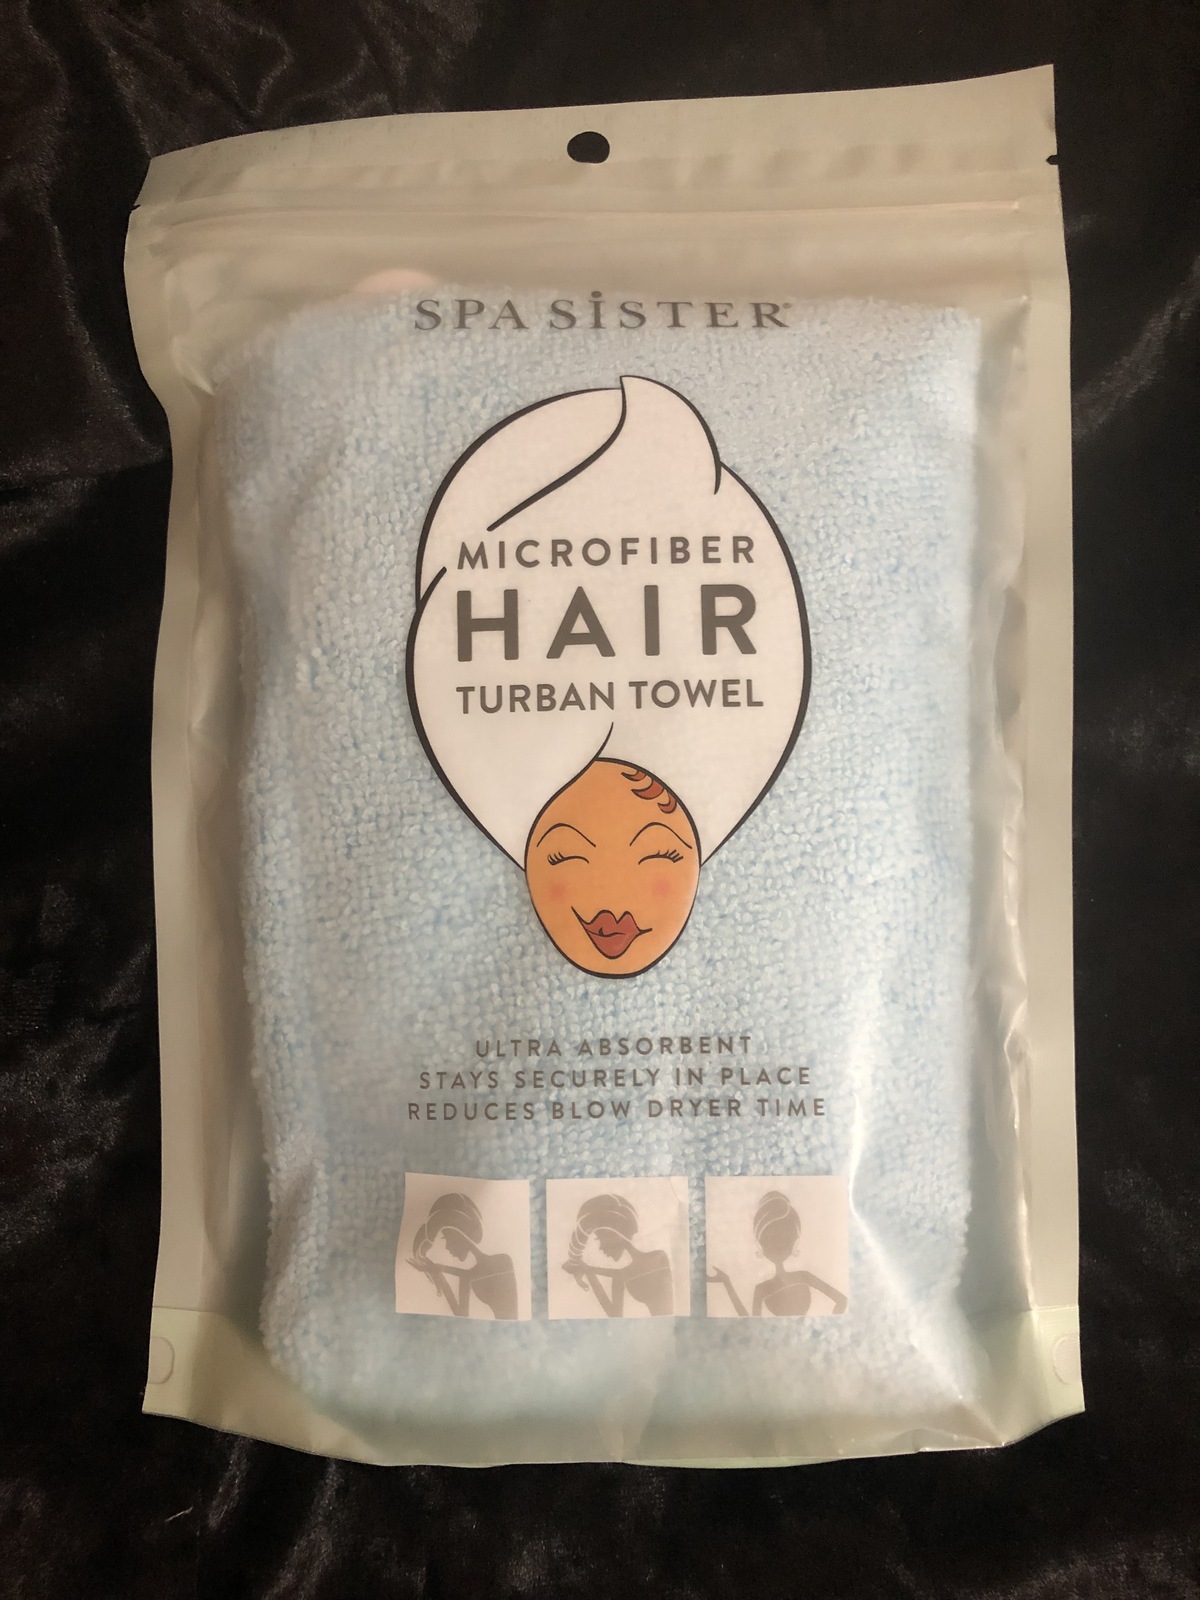 SPA SiSTER®
MICROFIBER
HAIR
TURBAN TOWEL
ULTRA ABSORBENT
STAYS SECURELY IN PLACE
REDUCES BLOW DRYER TIME